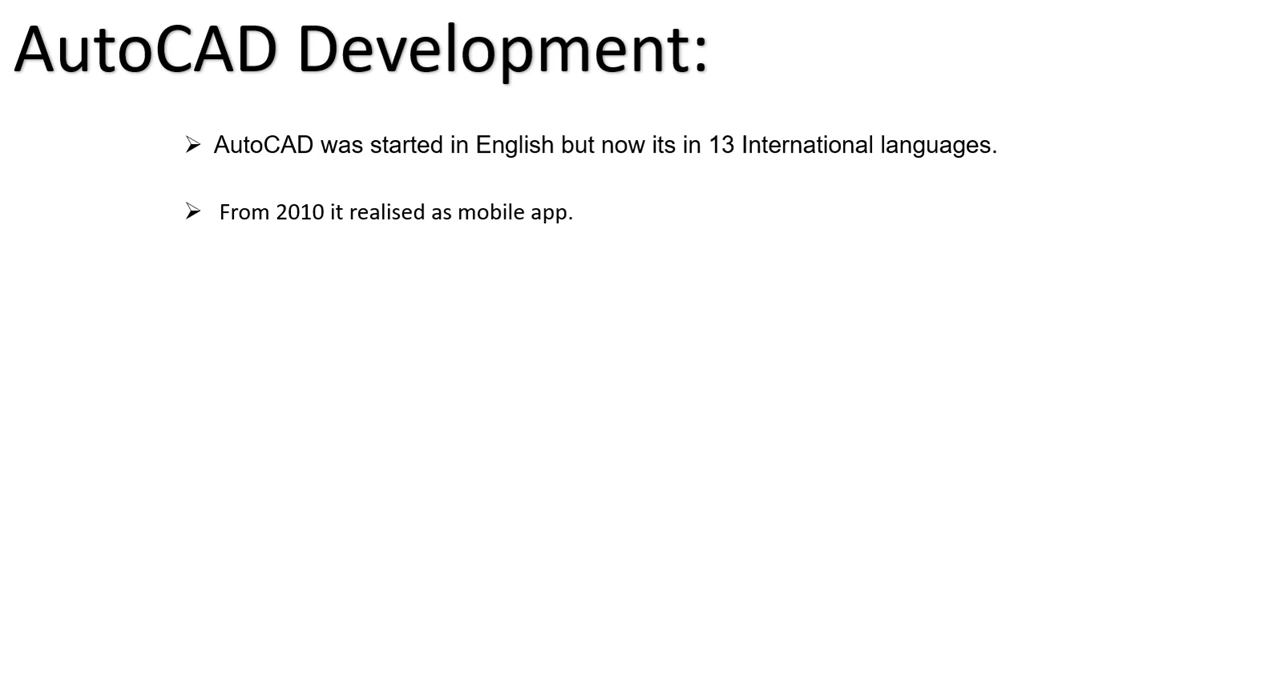 AutoCAD Development:
➢ AutoCAD was started in English but now its in 13 International languages.
➢ From 2010 it realised as mobile app.